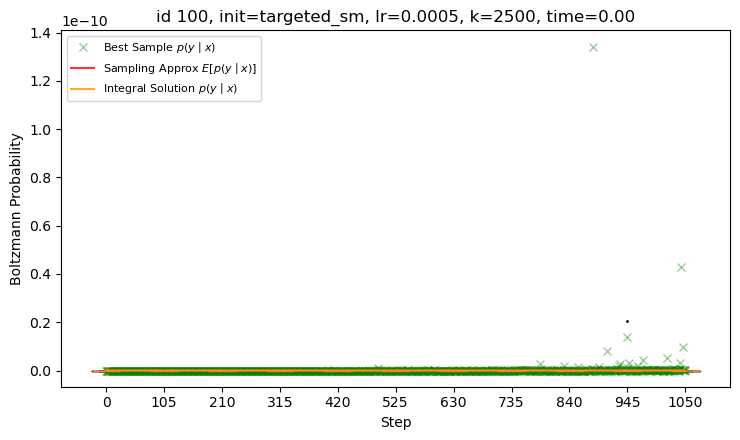 id 100, init=targeted_sm, lr=0.0005, k=2500, time=0.00
1e−10
Best Sample p(y | x)
Sampling Approx E[p(y | x)]
Integral Solution p(y | x)
1.4
1.2
1.0
0.8
0.6
0.4
0.2
0.0
Boltzmann Probability
0 105 210 315 420 525 630 735 840 945 1050
Step